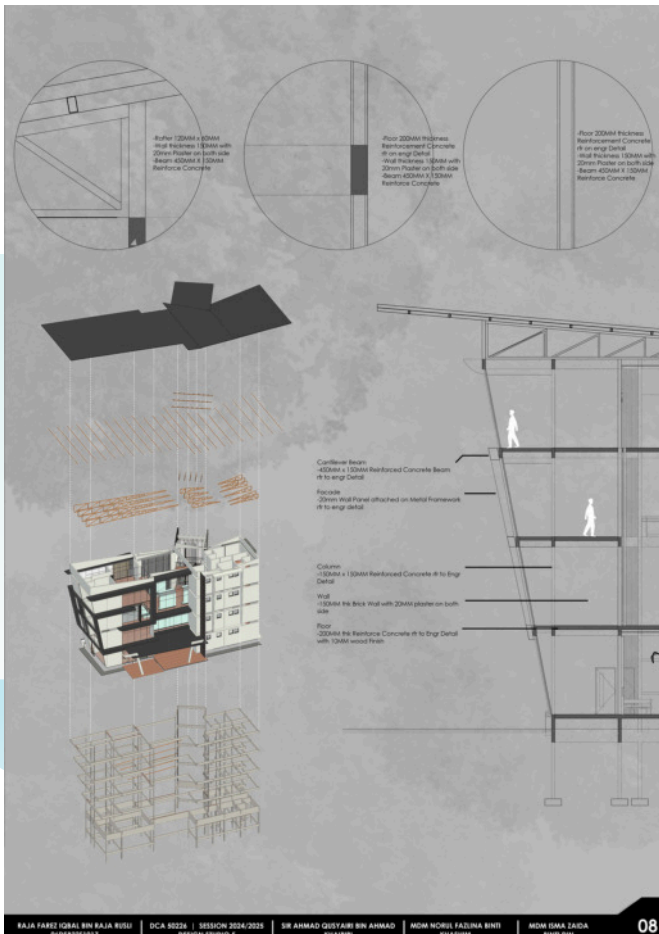 -Rafter 120MM x 60MM
-Wall thickness 150MM with
20mm Plaster on both side
-Beam 450MM X 150MM
Reinforce Concrete
-Floor 200MM thickness
Reinforcement Concrete
rft on engr Detail
-Wall thickness 150MM with
20mm Plaster on both side
-Beam 450MM X 150MM
Reinforce Concrete
-Floor 200MM thickness
Reinforcement Concrete
rft on engr Detail
-Wall thickness 150MM with
20mm Plaster on both side
-Beam 450MM X 150MM
Reinforce Concrete
Cantilever Beam
-450MM x 150MM Reinforced Concrete Beam
rft to engr Detail
Facade
-20mm Wall Panel attached on Metal Framework
rft to engr detail
Column
-150MM x 150MM Reinforced Concrete rft to Engr
Detail
Wall
-150MM thk Brick Wall with 20MM plaster on both
side
Floor
-200MM thk Reinforce Concrete rft to Engr Detail
with 10MM wood Finish
RAJA FAREZ IQBAL BIN RAJA RUSLI
DCA 50226 | SESSION 2024/2025
SIR AHMAD QUSYAIRI BIN AHMAD
MDM NORUL FAZLINA BINTI
MDM ISMA ZAIDA
08